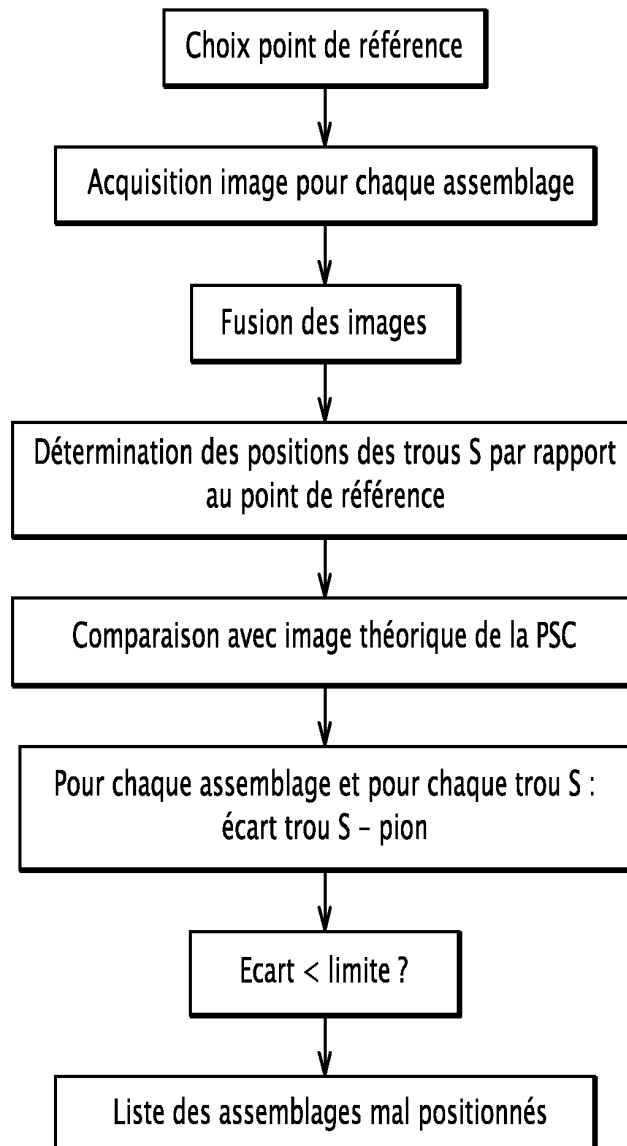 Choix point de référence
Acquisition image pour chaque assemblage
Fusion des images
Détermination des positions des trous S par rapport
au point de référence
Comparaison avec image théorique de la PSC
Pour chaque assemblage et pour chaque trou S :
écart trou S – pion
Ecart < limite ?
Liste des assemblages mal positionnés